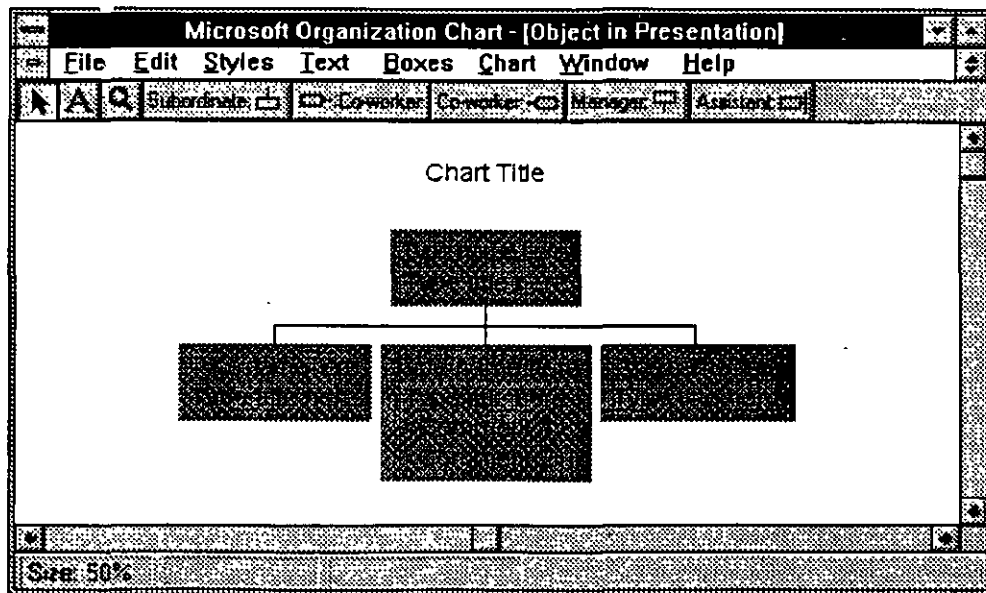 Microsoft Organization Chart - [Object in Presentation]
File Edit Styles Text Boxes Chart Window Help
A Subordinate: Co-worker Co-worker Manager Assistant
Chart Title
Size: 50%